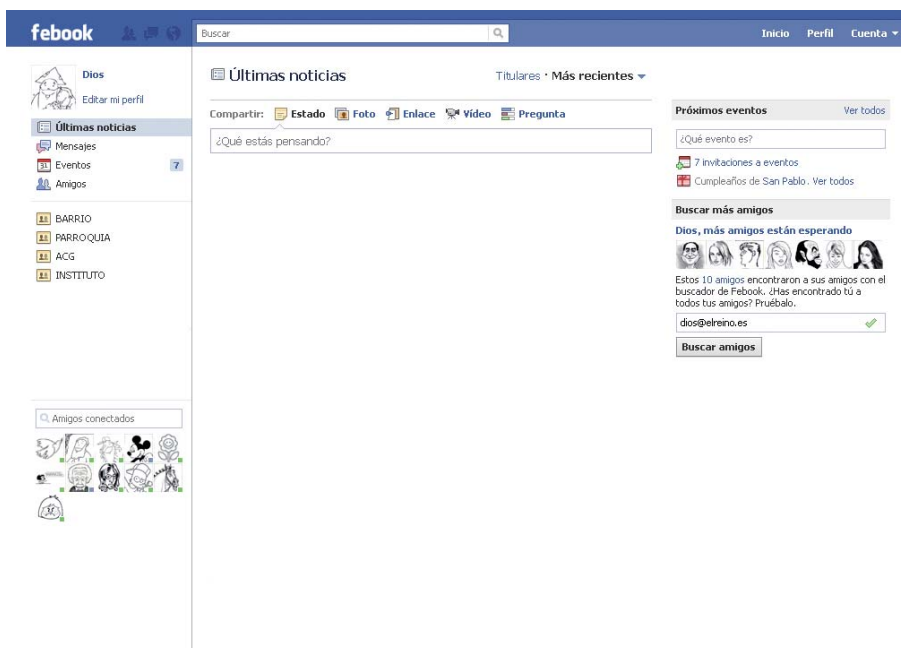 febook
Buscar
Inicio Perfil Cuenta
Dios
Editar mi perfil
Últimas noticias
Mensajes
31 Eventos 7
Amigos
BARRIO
PARROQUIA
ACG
INSTITUTO
Amigos conectados
Últimas noticias
Titulares · Más recientes
Compartir: Estado Foto Enlace Vídeo Pregunta
¿Qué estás pensando?
Próximos eventos Ver todos
¿Qué evento es?
7 invitaciones a eventos
Cumpleaños de San Pablo. Ver todos
Buscar más amigos
Dios, más amigos están esperando
Estos 10 amigos encontraron a sus amigos con el
buscador de Febook. ¿Has encontrado tú a
todos tus amigos? Pruébalo.
dios@elreino.es
Buscar amigos